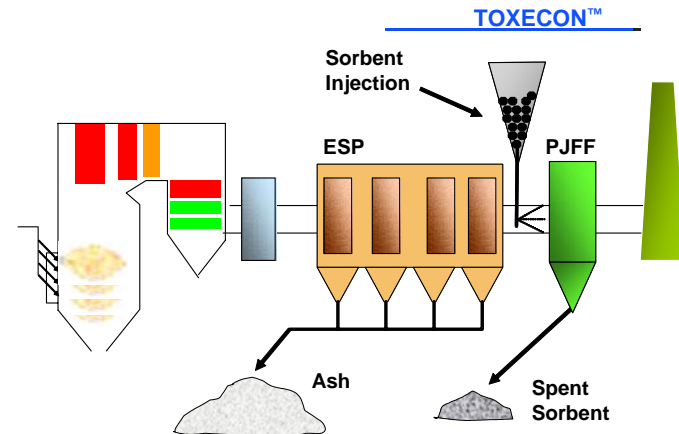 TOXECON™
Sorbent
Injection
ESP
PJFF
Ash
Spent
Sorbent